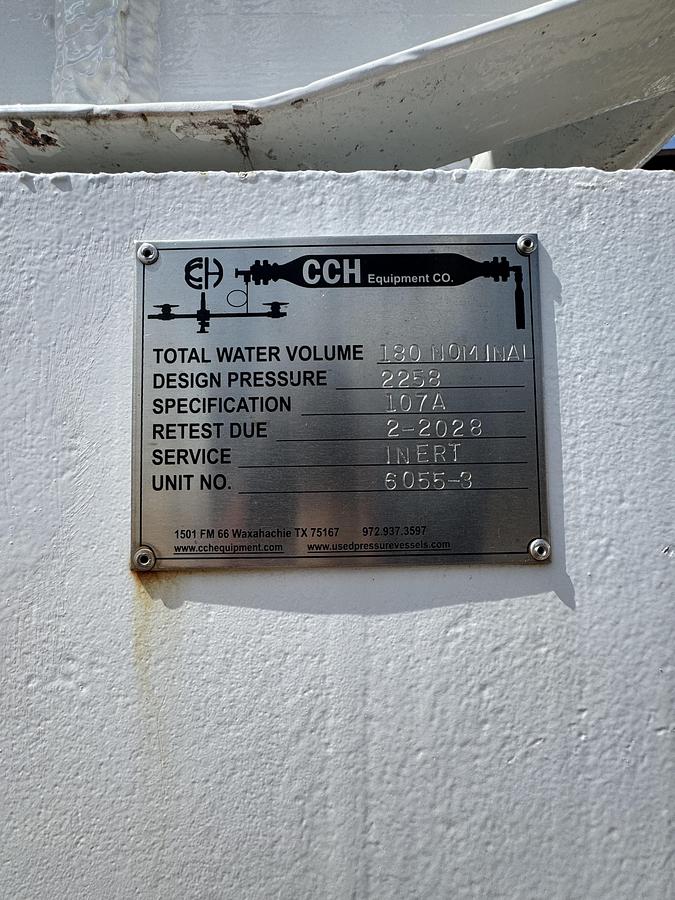 CH
CCH Equipment CO.
TOTAL WATER VOLUME 180 NOMINAL
DESIGN PRESSURE 2258
SPECIFICATION 107A
RETEST DUE 2-2028
SERVICE INERT
UNIT NO. 6055-3
1501 FM 66 Waxahachie TX 75167 972.937.3597
www.cchequipment.com www.usedpressurevessels.com